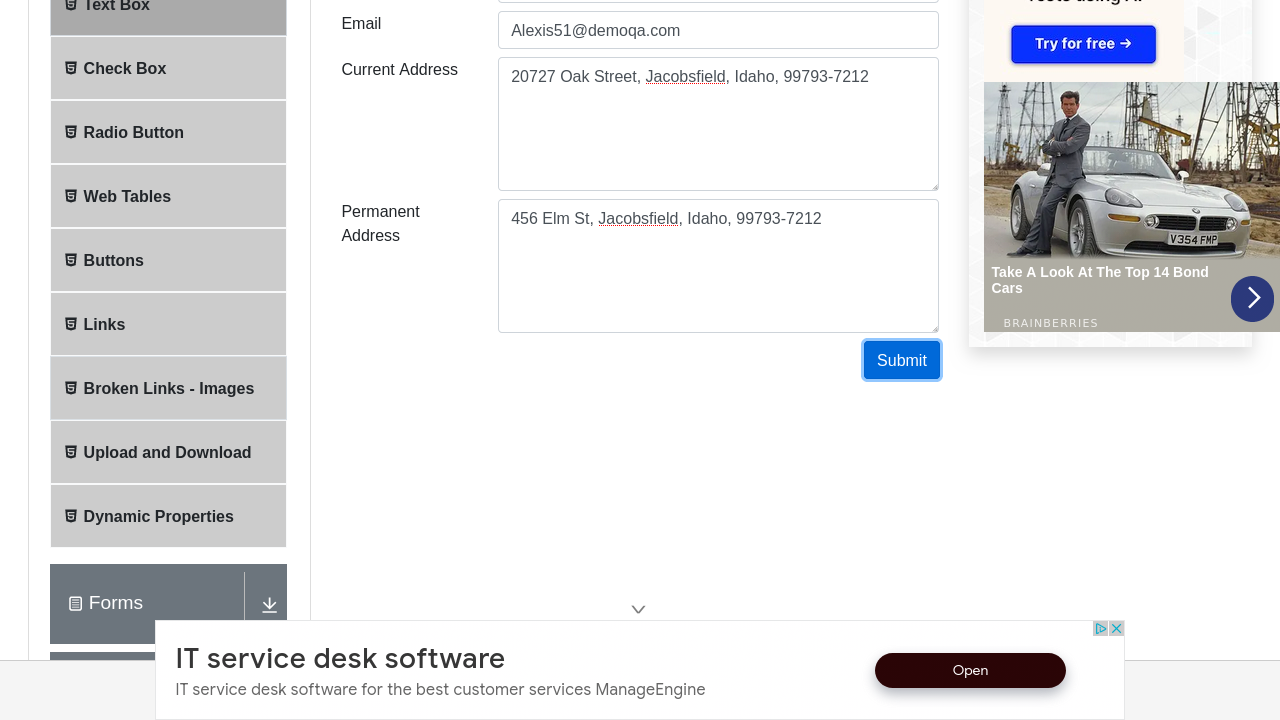 Text Box
Check Box
Radio Button
Web Tables
Buttons
Links
Broken Links - Images
Upload and Download
Dynamic Properties
Forms
Email
Alexis51@demoqa.com
Current Address
20727 Oak Street, Jacobsfield, Idaho, 99793-7212
Permanent
Address
456 Elm St, Jacobsfield, Idaho, 99793-7212
Submit
Try for free →
V354 FMP
Take A Look At The Top 14 Bond
Cars
BRAINBERRIES
IT service desk software
IT service desk software for the best customer services ManageEngine
Open